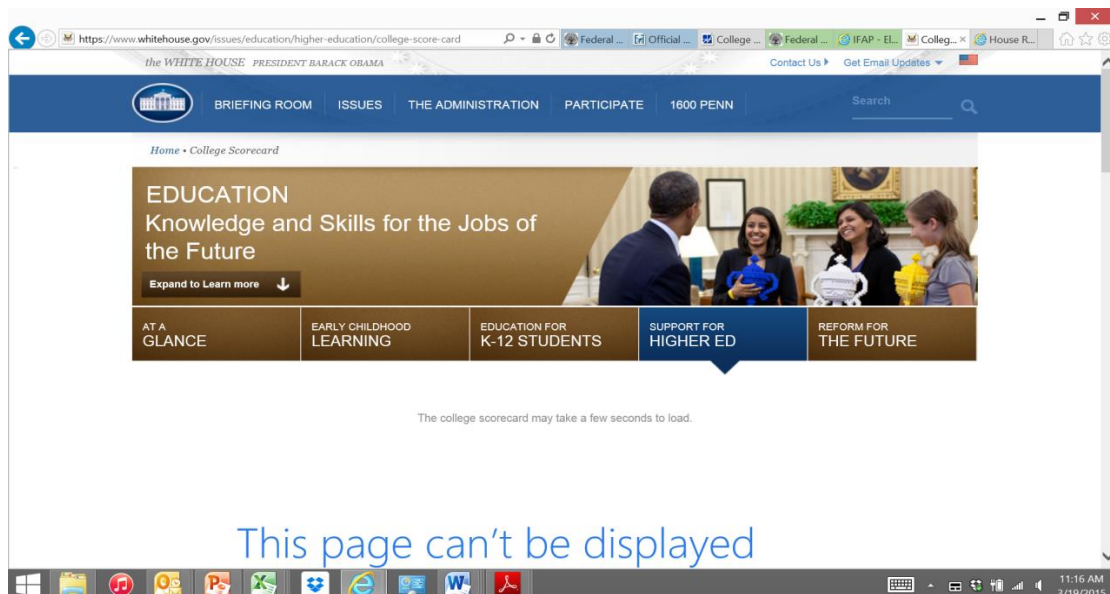 https://www.whitehouse.gov/issues/education/higher-education/college-score-card
Federal ...
Official ...
College ...
Federal ...
IFAP - El...
Colleg...
House R...
the WHITE HOUSE PRESIDENT BARACK OBAMA
Contact Us
Get Email Updates
BRIEFING ROOM
ISSUES
THE ADMINISTRATION
PARTICIPATE
1600 PENN
Search
Home • College Scorecard
EDUCATION
Knowledge and Skills for the Jobs of
the Future
Expand to Learn more
AT A
GLANCE
EARLY CHILDHOOD
LEARNING
EDUCATION FOR
K-12 STUDENTS
SUPPORT FOR
HIGHER ED
REFORM FOR
THE FUTURE
The college scorecard may take a few seconds to load.
This page can't be displayed
11:16 AM
3/19/2015